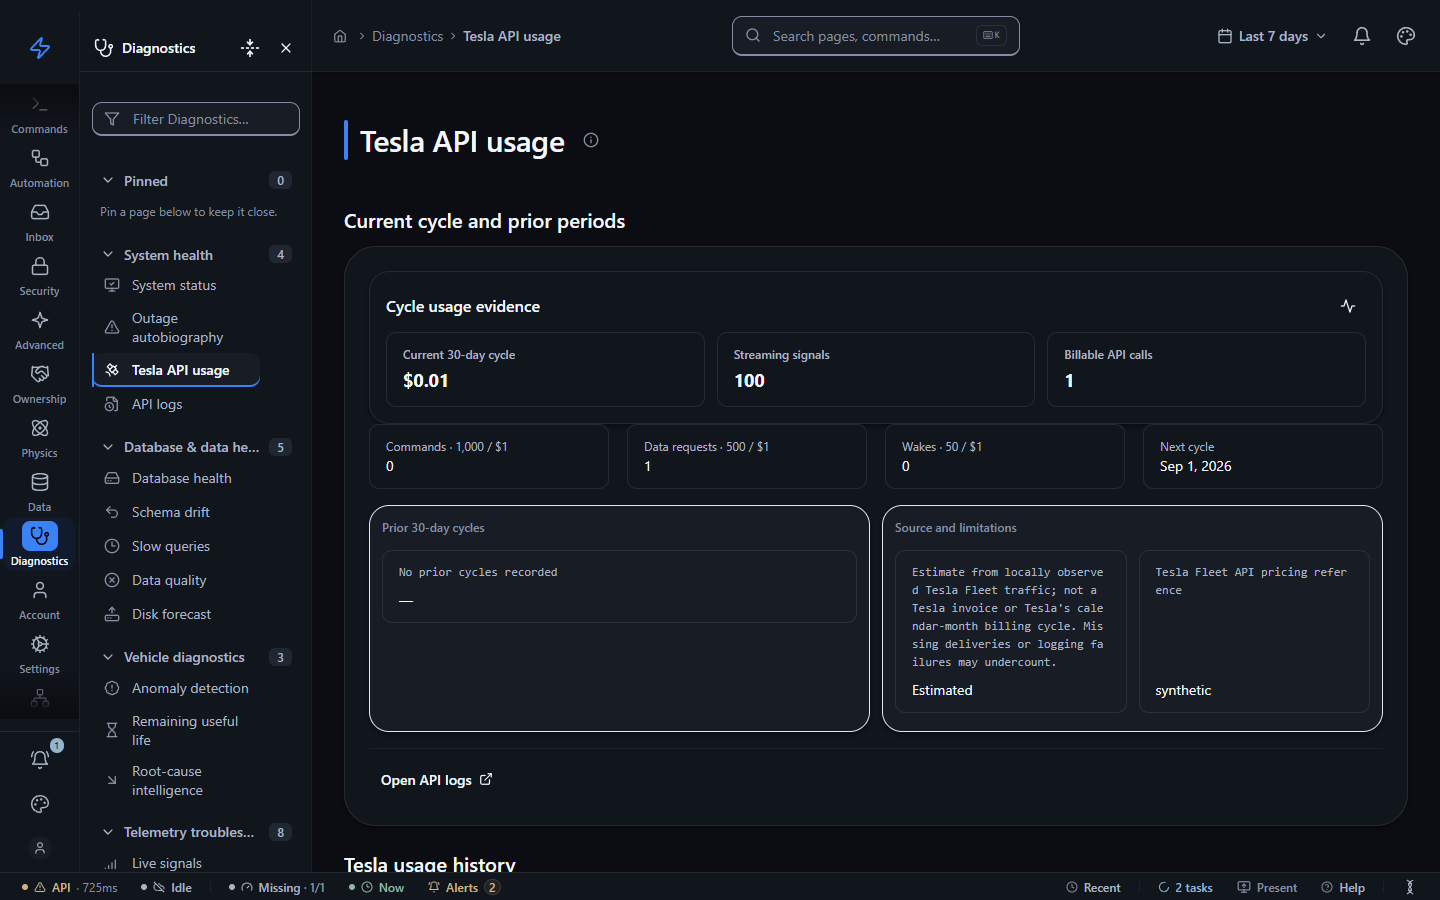 Diagnostics
Diagnostics
Tesla API usage
Search pages, commands...
K
Last 7 days
Commands
Automation
Inbox
Security
Advanced
Ownership
Physics
Data
Diagnostics
Account
Settings
1
Filter Diagnostics...
Pinned
0
Pin a page below to keep it close.
System health
4
System status
Outage
autobiography
Tesla API usage
API logs
Database & data he...
5
Database health
Schema drift
Slow queries
Data quality
Disk forecast
Vehicle diagnostics
3
Anomaly detection
Remaining useful
life
Root-cause
intelligence
Telemetry troubles...
8
Live signals
Tesla API usage
Current cycle and prior periods
Cycle usage evidence
Current 30-day cycle
$0.01
Streaming signals
100
Billable API calls
1
Commands · 1,000 / $1
0
Data requests · 500 / $1
1
Wakes · 50 / $1
0
Next cycle
Sep 1, 2026
Prior 30-day cycles
No prior cycles recorded
—
Source and limitations
Estimate from locally observe
d Tesla Fleet traffic; not a
Tesla invoice or Tesla's cale
ndar-month billing cycle. Mis
sing deliveries or logging fa
ilures may undercount.
Estimated
Tesla Fleet API pricing refer
ence
synthetic
Open API logs
Tesla usage history
API · 725ms
Idle
Missing · 1/1
Now
Alerts 2
Recent
2 tasks
Present
Help